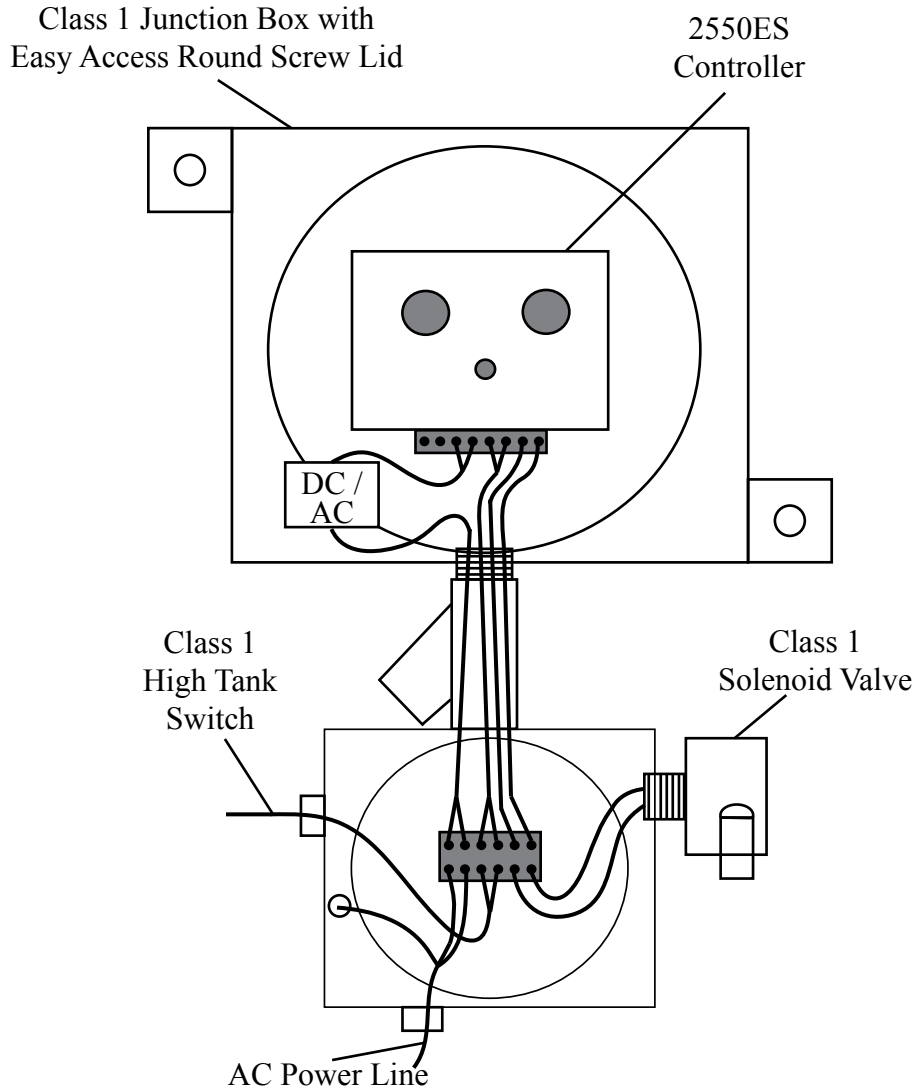 Class 1 Junction Box with
Easy Access Round Screw Lid
2550ES
Controller
DC /
AC
Class 1
High Tank
Switch
Class 1
Solenoid Valve
AC Power Line